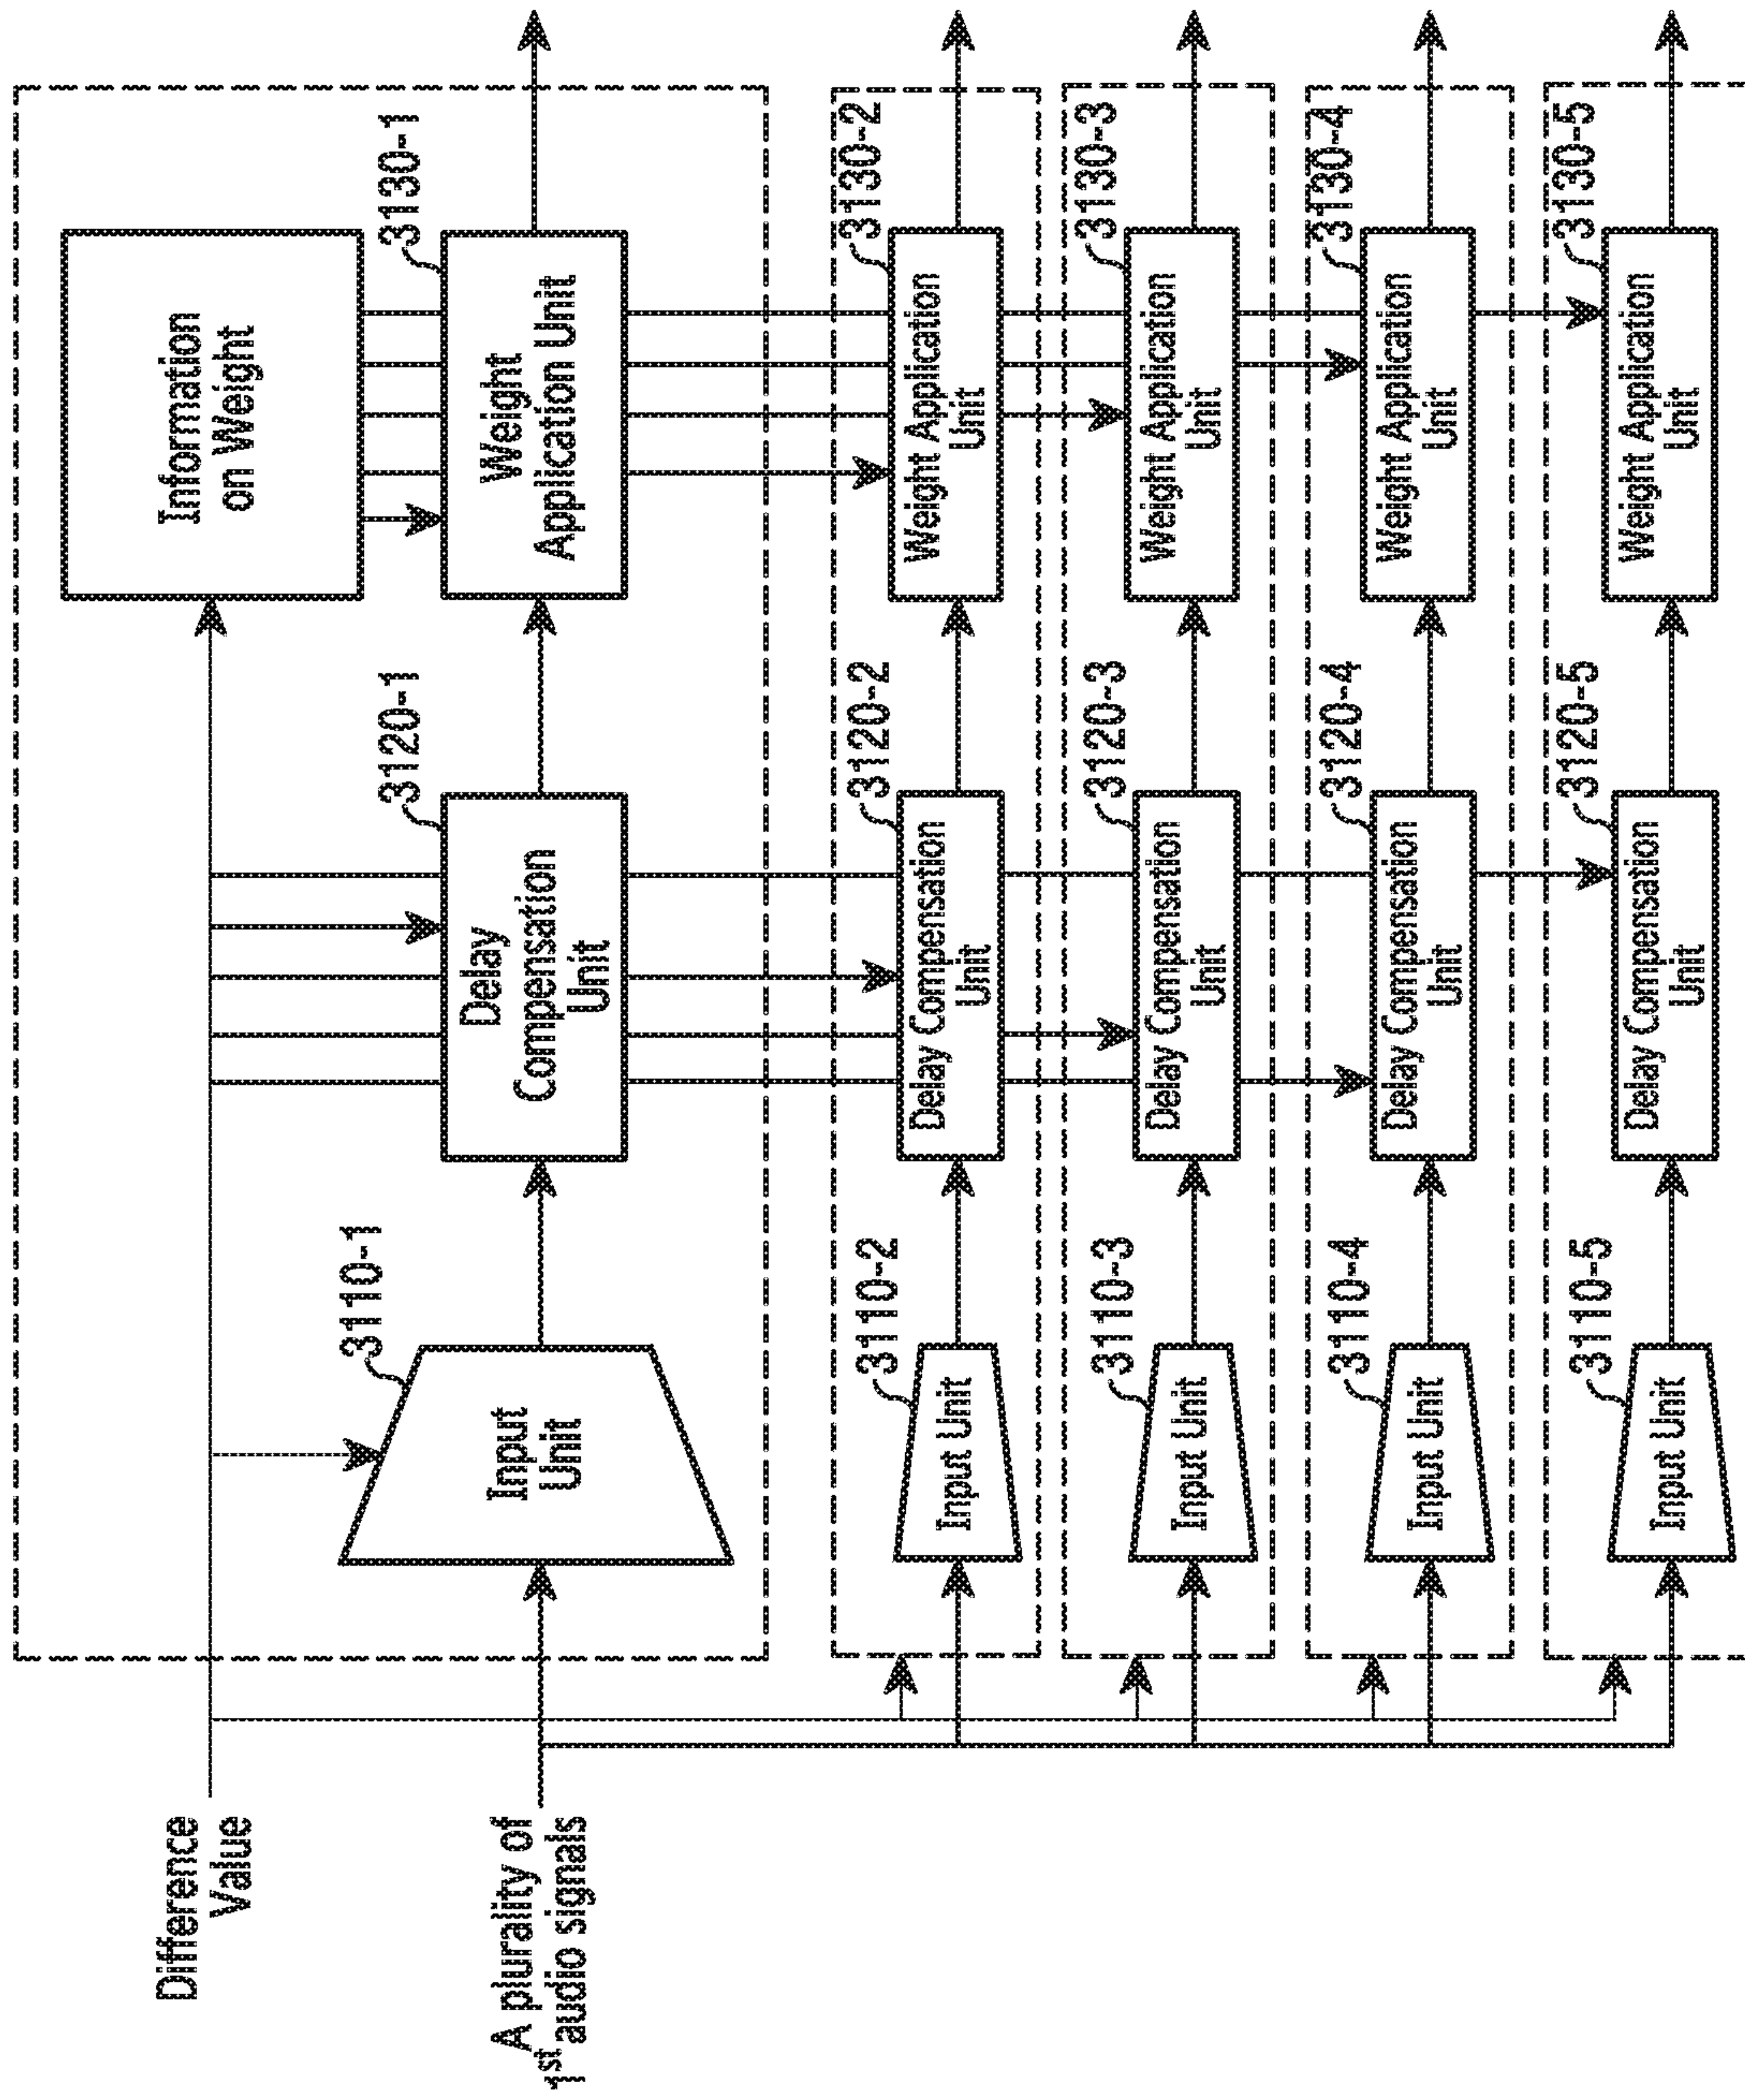 Difference
Value
A plurality of
1st audio signals
Information
on Weight
3110-1
Input
Unit
3120-1
Delay
Compensation
Unit
3130-1
Weight
Application Unit
3110-2
Input Unit
3120-2
Delay Compensation
Unit
3130-2
Weight Application
Unit
3110-3
Input Unit
3120-3
Delay Compensation
Unit
3130-3
Weight Application
Unit
3110-4
Input Unit
3120-4
Delay Compensation
Unit
3130-4
Weight Application
Unit
3110-5
Input Unit
3120-5
Delay Compensation
Unit
3130-5
Weight Application
Unit